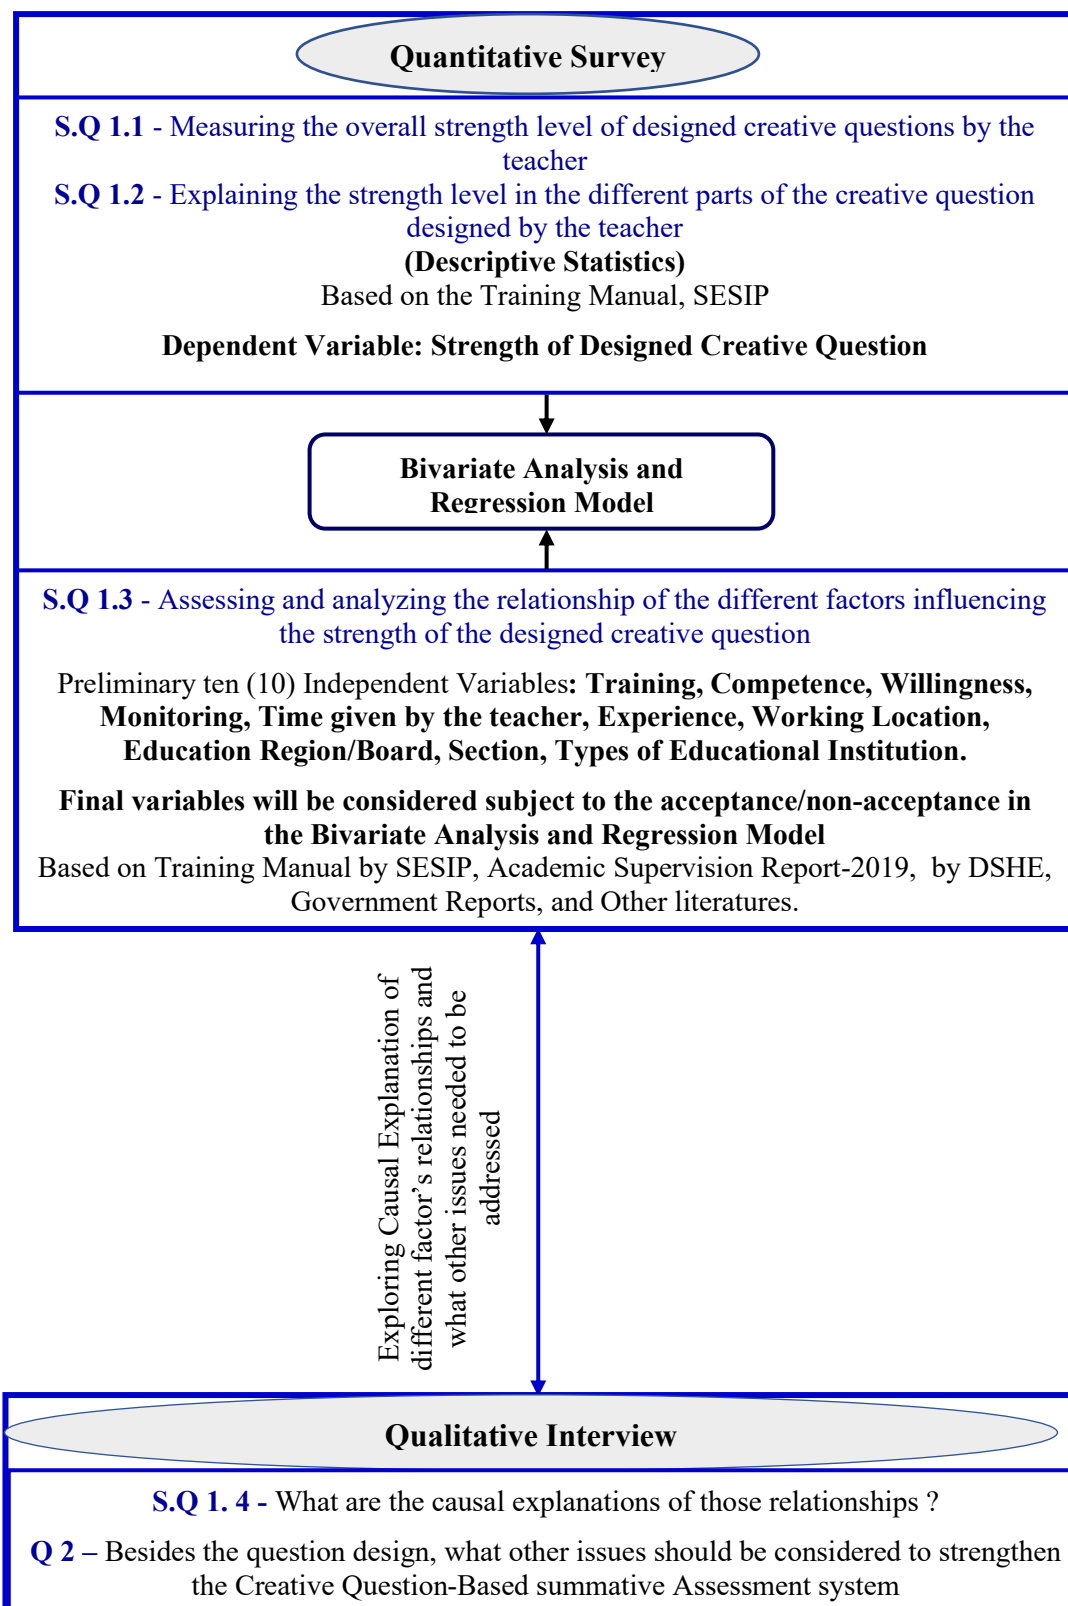 Quantitative Survey
S.Q 1.1 - Measuring the overall strength level of designed creative questions by the
teacher
S.Q 1.2 - Explaining the strength level in the different parts of the creative question
designed by the teacher
(Descriptive Statistics)
Based on the Training Manual, SESIP
Dependent Variable: Strength of Designed Creative Question
Bivariate Analysis and
Regression Model
S.Q 1.3 - Assessing and analyzing the relationship of the different factors influencing
the strength of the designed creative question
Preliminary ten (10) Independent Variables: Training, Competence, Willingness,
Monitoring, Time given by the teacher, Experience, Working Location,
Education Region/Board, Section, Types of Educational Institution.
Final variables will be considered subject to the acceptance/non-acceptance in
the Bivariate Analysis and Regression Model
Based on Training Manual by SESIP, Academic Supervision Report-2019,  by DSHE,
Government Reports, and Other literatures.
Exploring Causal Explanation of
different factor’s relationships and
what other issues needed to be
addressed
Qualitative Interview
S.Q 1. 4 - What are the causal explanations of those relationships ?
Q 2 – Besides the question design, what other issues should be considered to strengthen
the Creative Question-Based summative Assessment system